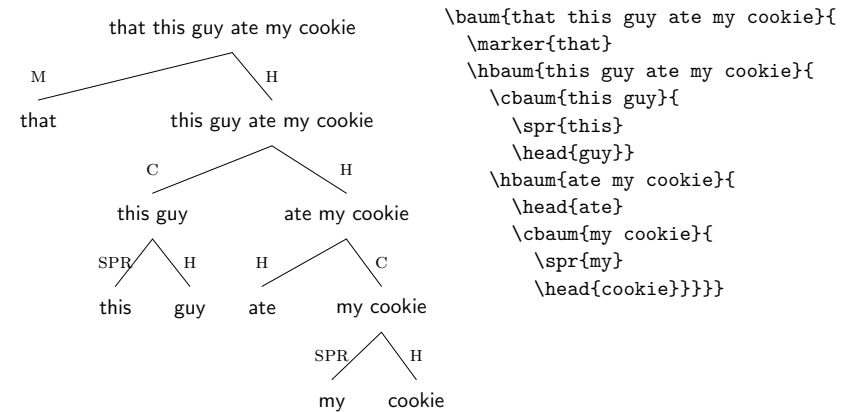 that this guy ate my cookie
M H
that this guy ate my cookie
C H
this guy ate my cookie
SPR H H C
this guy ate my cookie
SPR H
my cookie
\baum{that this guy ate my cookie}{
\marker{that}
\hbaum{this guy ate my cookie}{
\cbaum{this guy}{
\spr{this}
\head{guy}}
\hbaum{ate my cookie}{
\head{ate}
\cbaum{my cookie}{
\spr{my}
\head{cookie}}}}}